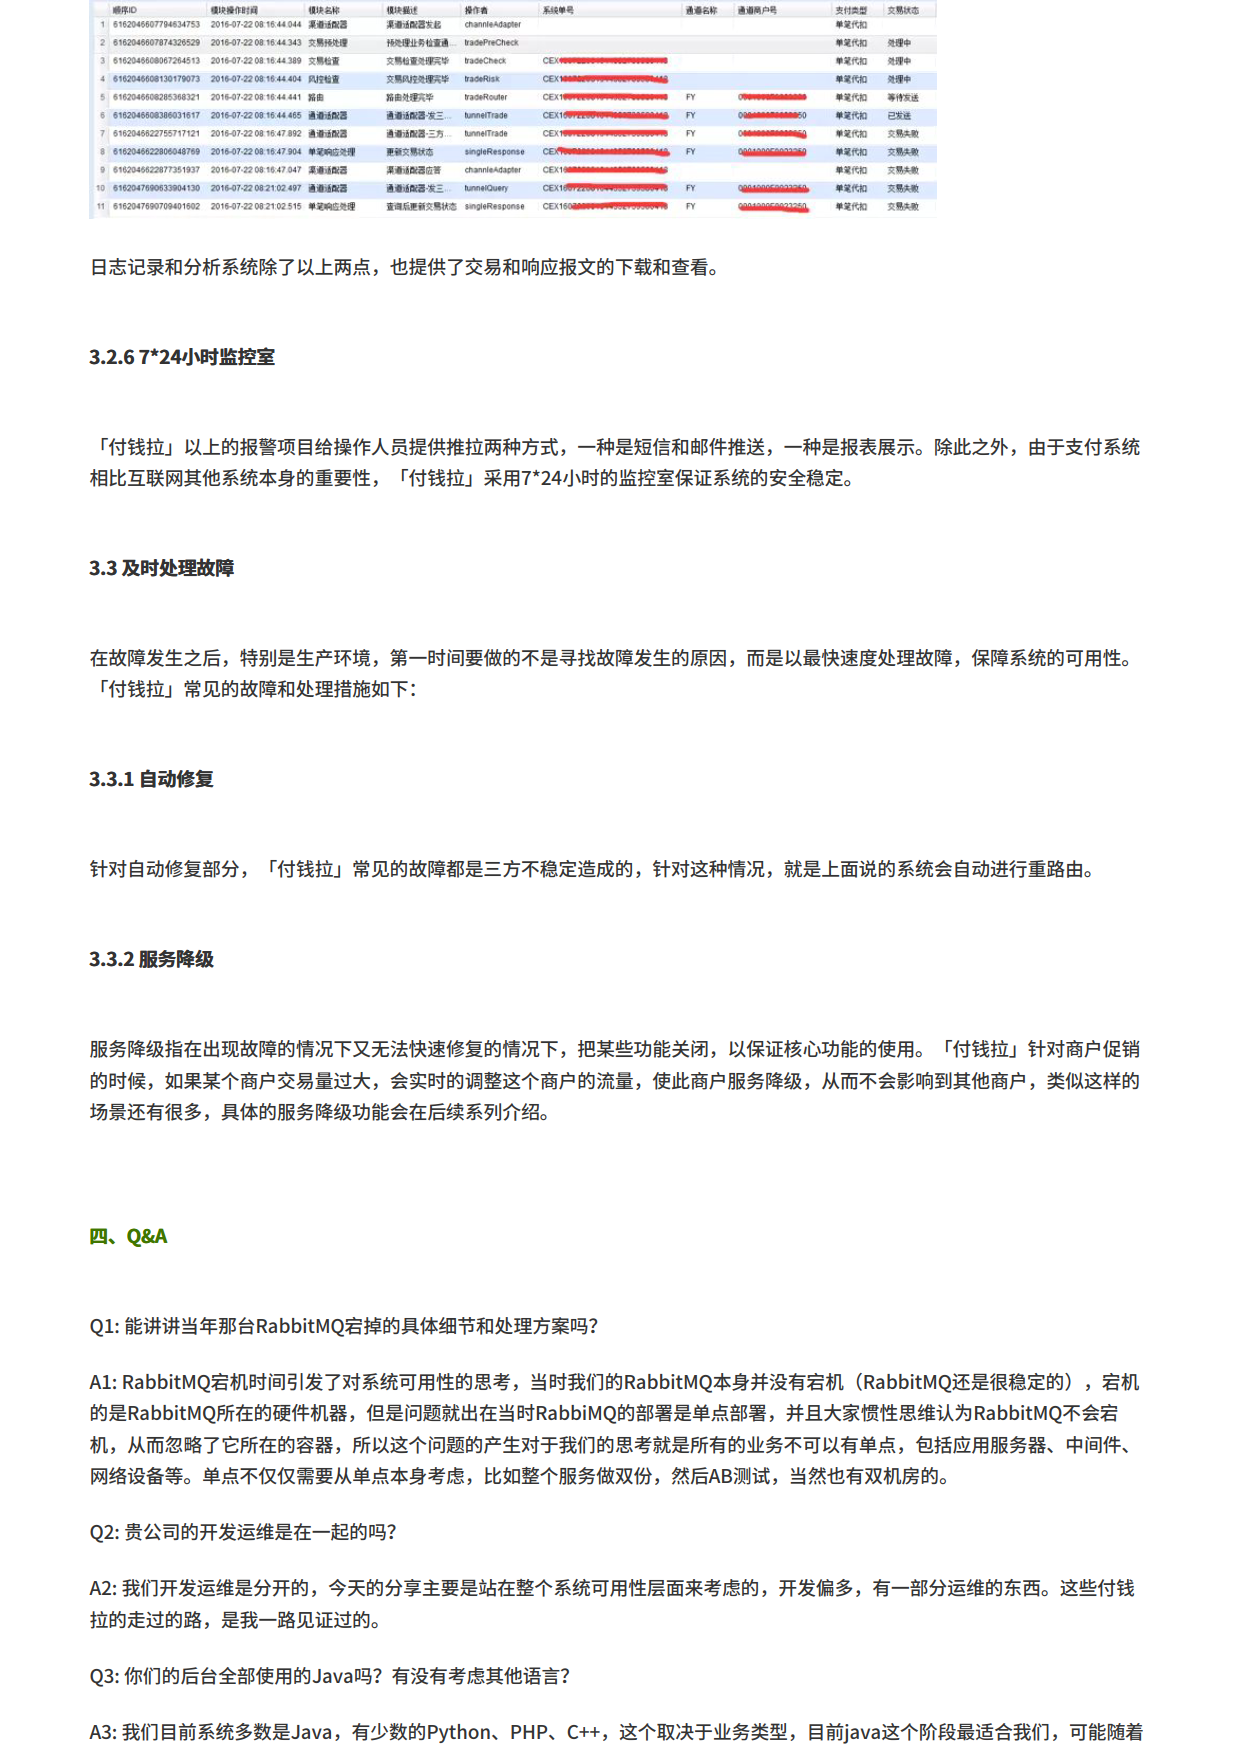 顺序ID 模块操作时间 模块名称 模块描述 操作者 系统单号 通道名称 通道商户号 支付类型 交易状态
1 6162046607794634753 2016-07-22 08:16:44.044 渠道适配器 渠道适配器发起 channleAdapter 单笔代扣
2 6162046607874326529 2016-07-22 08:16:44.343 交易预处理 预处理业务检查通... tradePreCheck 单笔代扣 处理中
3 6162046608067264513 2016-07-22 08:16:44.389 交易检查 交易检查处理完毕 tradeCheck 单笔代扣 处理中
4 6162046608130179073 2016-07-22 08:16:44.404 风控检查 交易风控处理完毕 tradeRisk 单笔代扣 处理中
5 6162046608285368321 2016-07-22 08:16:44.441 路由 路由处理完毕 tradeRouter FY 单笔代扣 等待发送
6 6162046608386031617 2016-07-22 08:16:44.465 通道适配器 通道适配器-发三... tunnelTrade FY 单笔代扣 已发送
7 6162046622755717121 2016-07-22 08:16:47.892 通道适配器 通道适配器-三方... tunnelTrade FY 单笔代扣 交易失败
8 6162046622806048769 2016-07-22 08:16:47.904 单笔响应处理 更新交易状态 singleResponse FY 单笔代扣 交易失败
9 6162046622877351937 2016-07-22 08:16:47.047 渠道适配器 渠道适配器应答 channleAdapter 单笔代扣 交易失败
10 6162047690633904130 2016-07-22 08:21:02.497 通道适配器 通道适配器-发三... tunnelQuery FY 单笔代扣 交易失败
11 6162047690709401602 2016-07-22 08:21:02.515 单笔响应处理 查询后更新交易状态 singleResponse FY 单笔代扣 交易失败
日志记录和分析系统除了以上两点，也提供了交易和响应报文的下载和查看。
3.2.6 7*24小时监控室
「付钱拉」以上的报警项目给操作人员提供推拉两种方式，一种是短信和邮件推送，一种是报表展示。除此之外，由于支付系统
相比互联网其他系统本身的重要性，「付钱拉」采用7*24小时的监控室保证系统的安全稳定。
3.3 及时处理故障
在故障发生之后，特别是生产环境，第一时间要做的不是寻找故障发生的原因，而是以最快速度处理故障，保障系统的可用性。
「付钱拉」常见的故障和处理措施如下：
3.3.1 自动修复
针对自动修复部分，「付钱拉」常见的故障都是三方不稳定造成的，针对这种情况，就是上面说的系统会自动进行重路由。
3.3.2 服务降级
服务降级指在出现故障的情况下又无法快速修复的情况下，把某些功能关闭，以保证核心功能的使用。「付钱拉」针对商户促销
的时候，如果某个商户交易量过大，会实时的调整这个商户的流量，使此商户服务降级，从而不会影响到其他商户，类似这样的
场景还有很多，具体的服务降级功能会在后续系列介绍。
四、Q&A
Q1: 能讲讲当年那台RabbitMQ宕掉的具体细节和处理方案吗？
A1: RabbitMQ宕机时间引发了对系统可用性的思考，当时我们的RabbitMQ本身并没有宕机（RabbitMQ还是很稳定的），宕机
的是RabbitMQ所在的硬件机器，但是问题就出在当时RabbiMQ的部署是单点部署，并且大家惯性思维认为RabbitMQ不会宕
机，从而忽略了它所在的容器，所以这个问题的产生对于我们的思考就是所有的业务不可以有单点，包括应用服务器、中间件、
网络设备等。单点不仅仅需要从单点本身考虑，比如整个服务做双份，然后AB测试，当然也有双机房的。
Q2: 贵公司的开发运维是在一起的吗？
A2: 我们开发运维是分开的，今天的分享主要是站在整个系统可用性层面来考虑的，开发偏多，有一部分运维的东西。这些付钱
拉的走过的路，是我一路见证过的。
Q3: 你们的后台全部使用的Java吗？有没有考虑其他语言？
A3: 我们目前系统多数是Java，有少数的Python、PHP、C++，这个取决于业务类型，目前java这个阶段最适合我们，可能随着